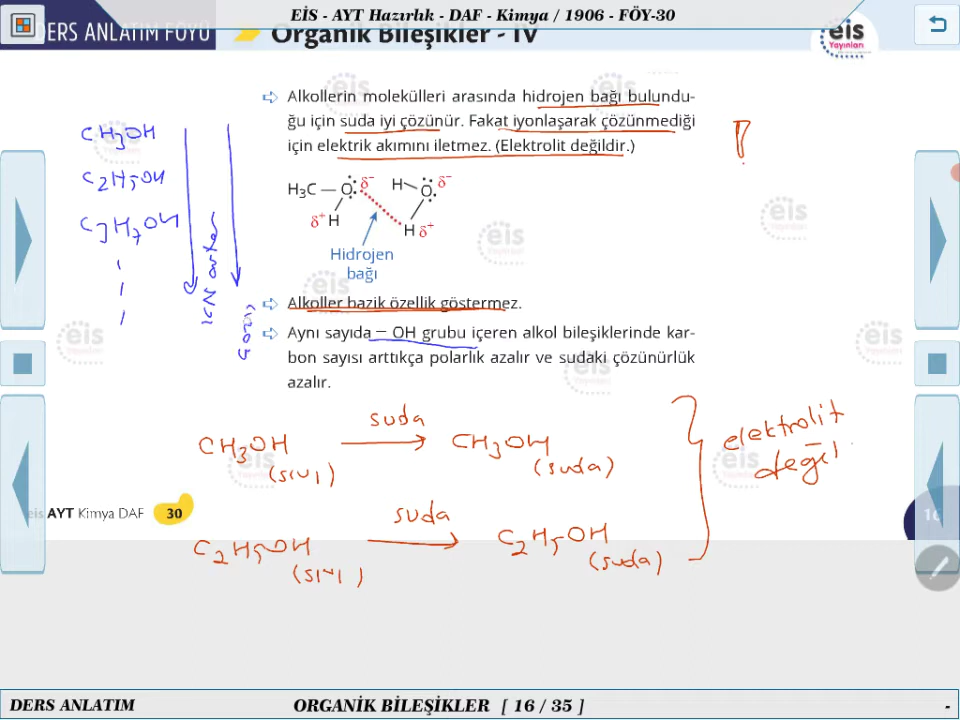 EİS - AYT Hazırlık - DAF - Kimya / 1906 - FÖY-30
DERS ANLATIM FÖYÜ
Organik Bileşikler - IV
eis
Yayınları
Alkollerin molekülleri arasında hidrojen bağı bulundu-
ğu için suda iyi çözünür. Fakat iyonlaşarak çözünmediği
için elektrik akımını iletmez. (Elektrolit değildir.)
!
CH3OH
C2H5OH
C3H7OH
KN artar
H3C — O δ– H O δ–
δ+ H H δ+
Hidrojen
bağı
Alkoller bazik özellik göstermez.
Aynı sayıda – OH grubu içeren alkol bileşiklerinde kar-
bon sayısı arttıkça polarlık azalır ve sudaki çözünürlük
azalır.
CH3OH (sıvı) suda → CH3OH (suda)
C2H5OH (sıvı) suda → C2H5OH (suda)
elektrolit
değil
eis AYT Kimya DAF 30
16
DERS ANLATIM
ORGANİK BİLEŞİKLER [ 16 / 35 ]
-